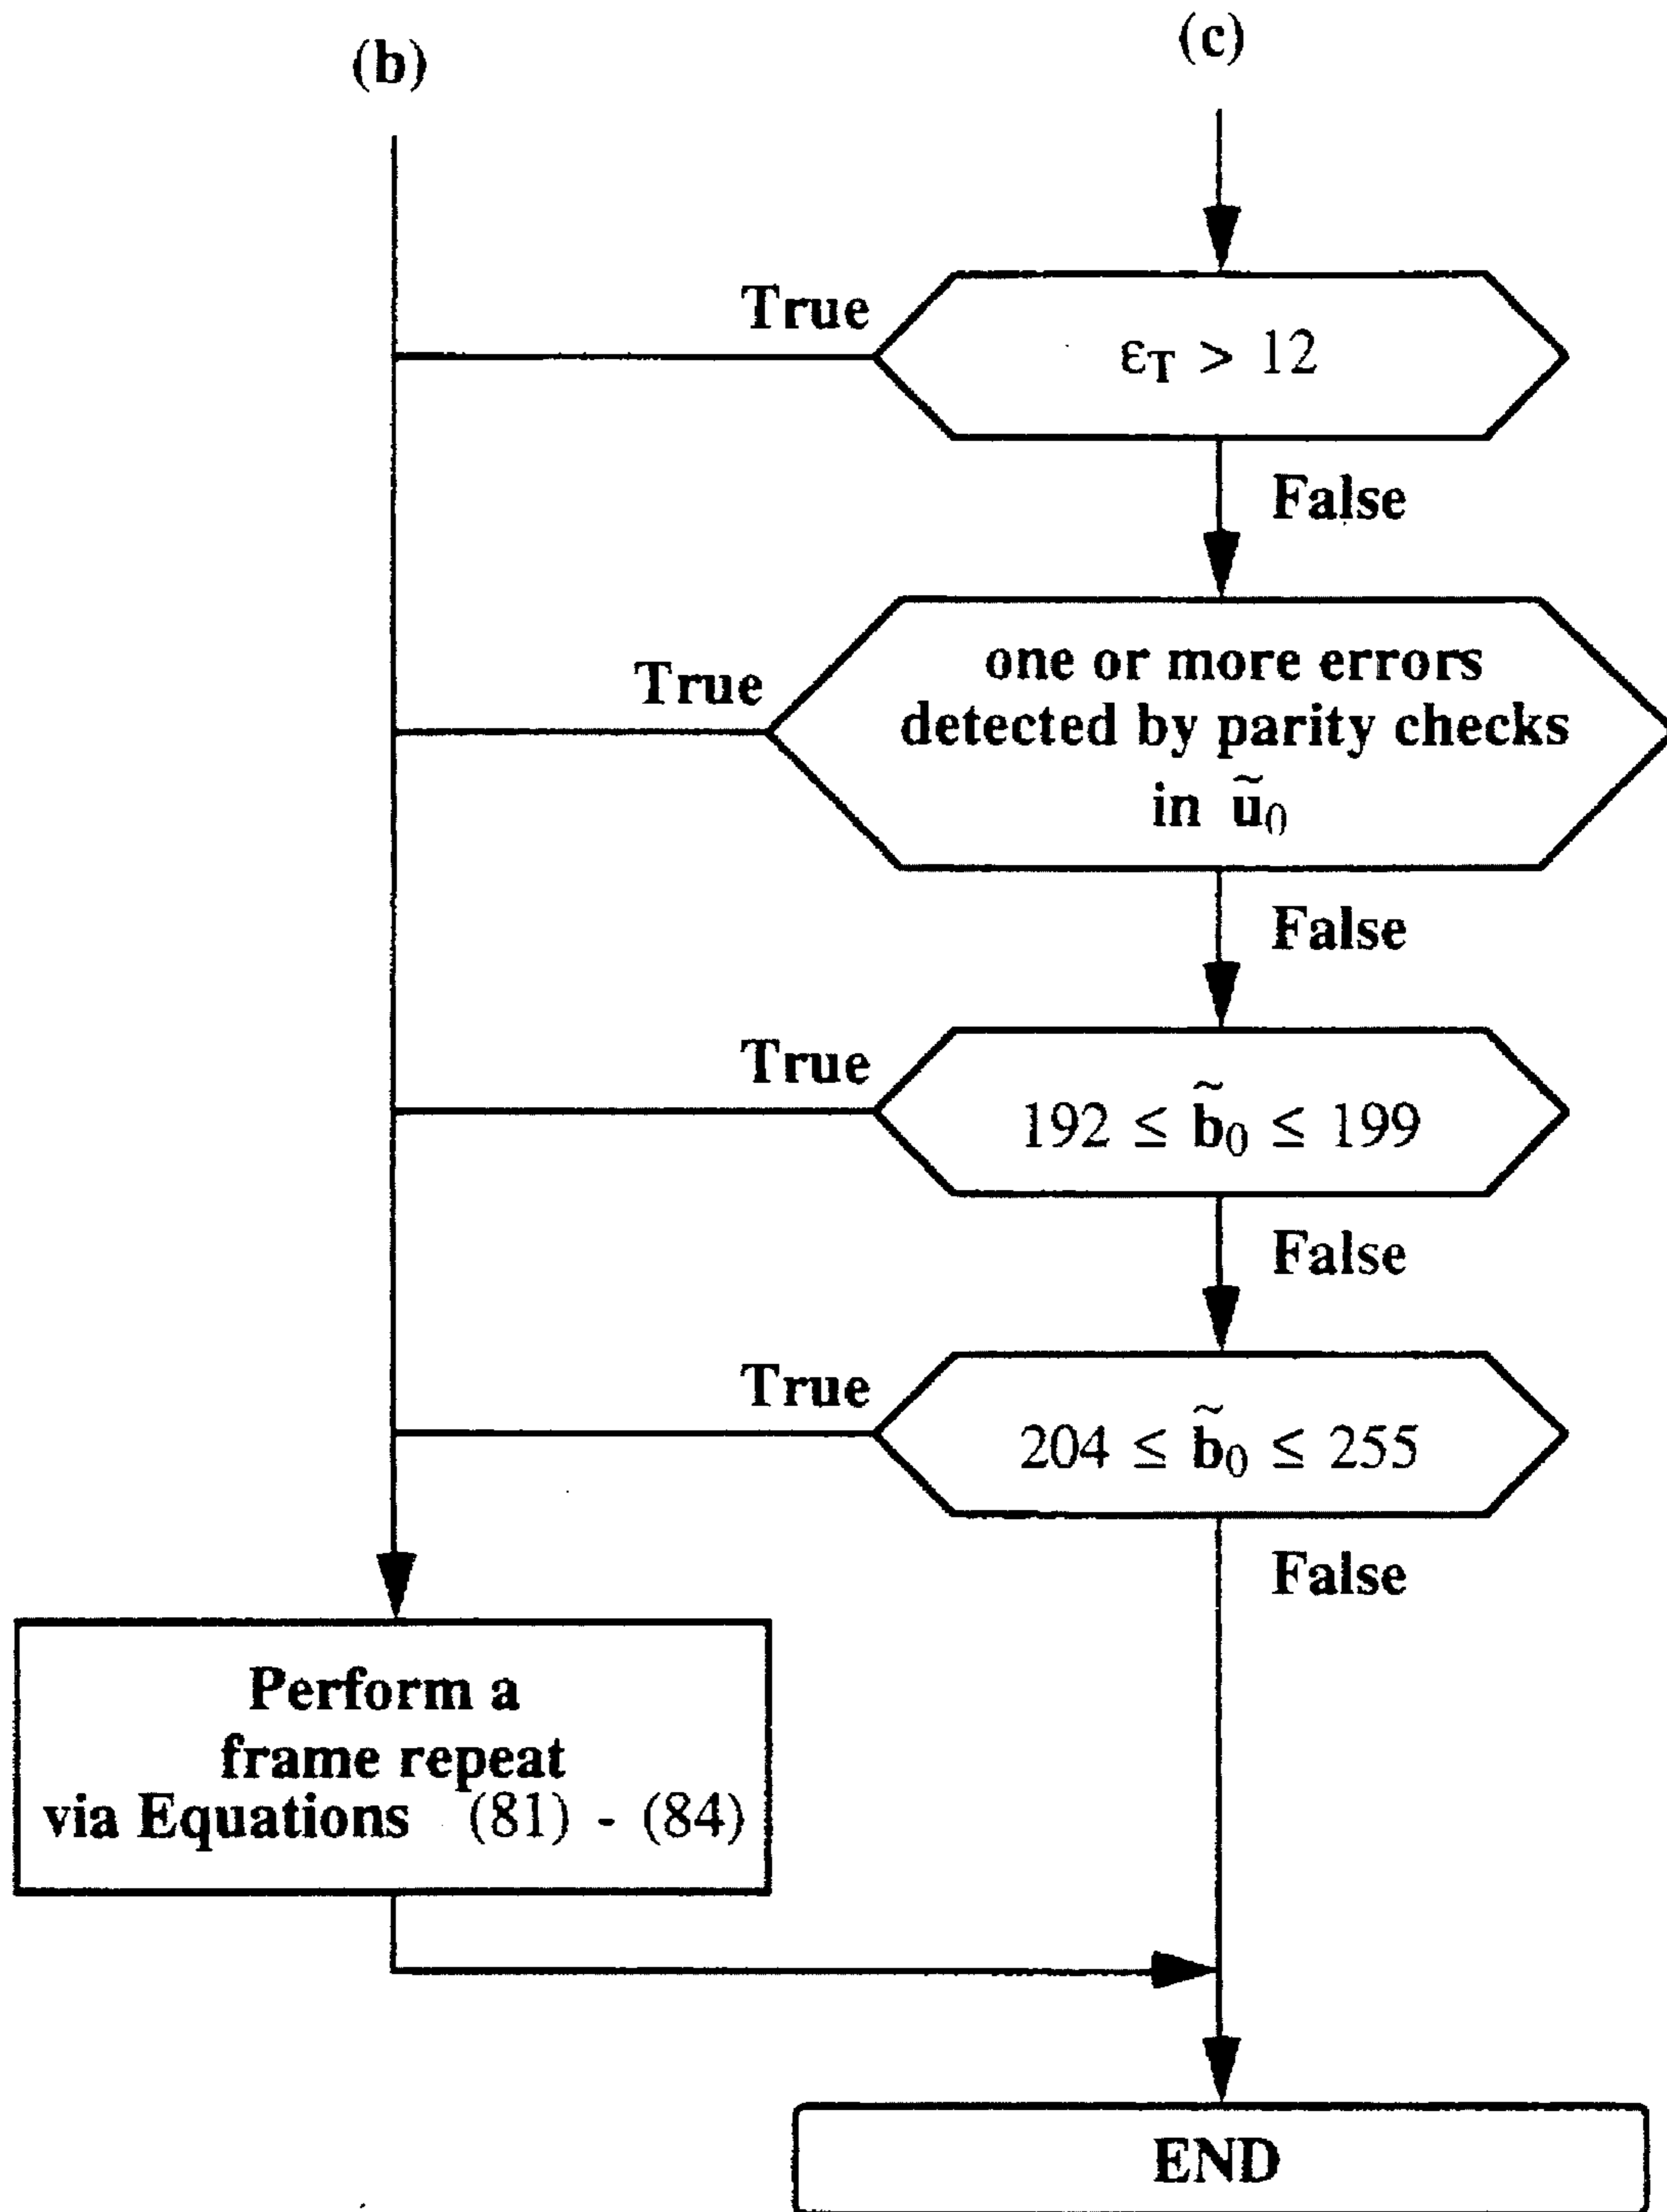 (b)
(c)
True
εT > 12
False
True
one or more errors
detected by parity checks
in ũ0
False
True
192 ≤ b̃0 ≤ 199
False
True
204 ≤ b̃0 ≤ 255
False
Perform a
frame repeat
via Equations (81) - (84)
END